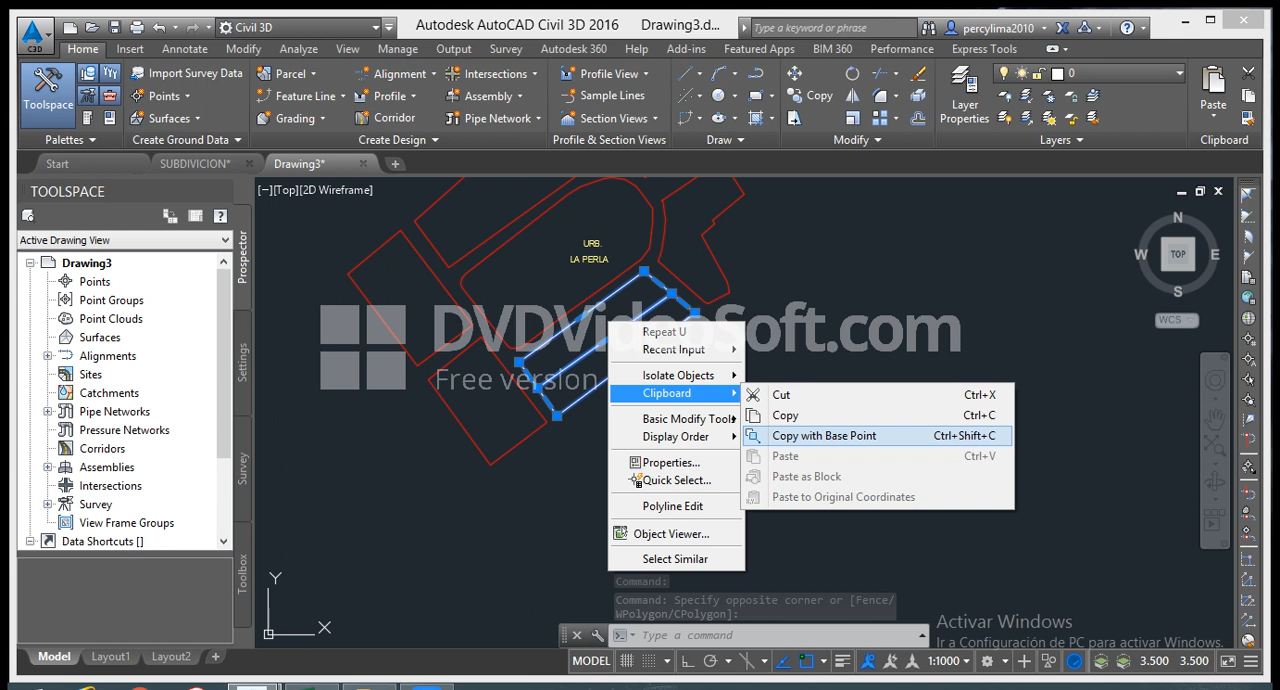 Civil 3D
Autodesk AutoCAD Civil 3D 2016 Drawing3.d...
Type a key word or phrase
percylima2010
C3D
Home Insert Annotate Modify Analyze View Manage Output Survey Autodesk 360 Help Add-ins Featured Apps BIM 360 Performance Express Tools
Toolspace
Import Survey Data
Points
Surfaces
Parcel
Feature Line
Grading
Alignment
Profile
Corridor
Intersections
Assembly
Pipe Network
Profile View
Sample Lines
Section Views
Copy
Layer
Properties
0
Paste
Palettes Create Ground Data Create Design Profile & Section Views Draw Modify Layers Clipboard
Start SUBDIVICION* Drawing3*
TOOLSPACE
Active Drawing View
Drawing3
Points
Point Groups
Point Clouds
Surfaces
Alignments
Sites
Catchments
Pipe Networks
Pressure Networks
Corridors
Assemblies
Intersections
Survey
View Frame Groups
Data Shortcuts []
Prospector
Settings
Survey
Toolbox
[−][Top][2D Wireframe]
URB.
LA PERLA
N
W TOP E
S
WCS
DVDVideoSoft.com
Free version
Repeat U
Recent Input
Isolate Objects
Clipboard
Basic Modify Tools
Display Order
Properties...
Quick Select...
Polyline Edit
Object Viewer...
Select Similar
Cut Ctrl+X
Copy Ctrl+C
Copy with Base Point Ctrl+Shift+C
Paste Ctrl+V
Paste as Block
Paste to Original Coordinates
Y
X
Command:
Command: Specify opposite corner or [Fence/
WPolygon/CPolygon]:
Type a command
Activar Windows
Ir a Configuración de PC para activar Windows.
Model Layout1 Layout2 +
MODEL 1:1000 3.500 3.500